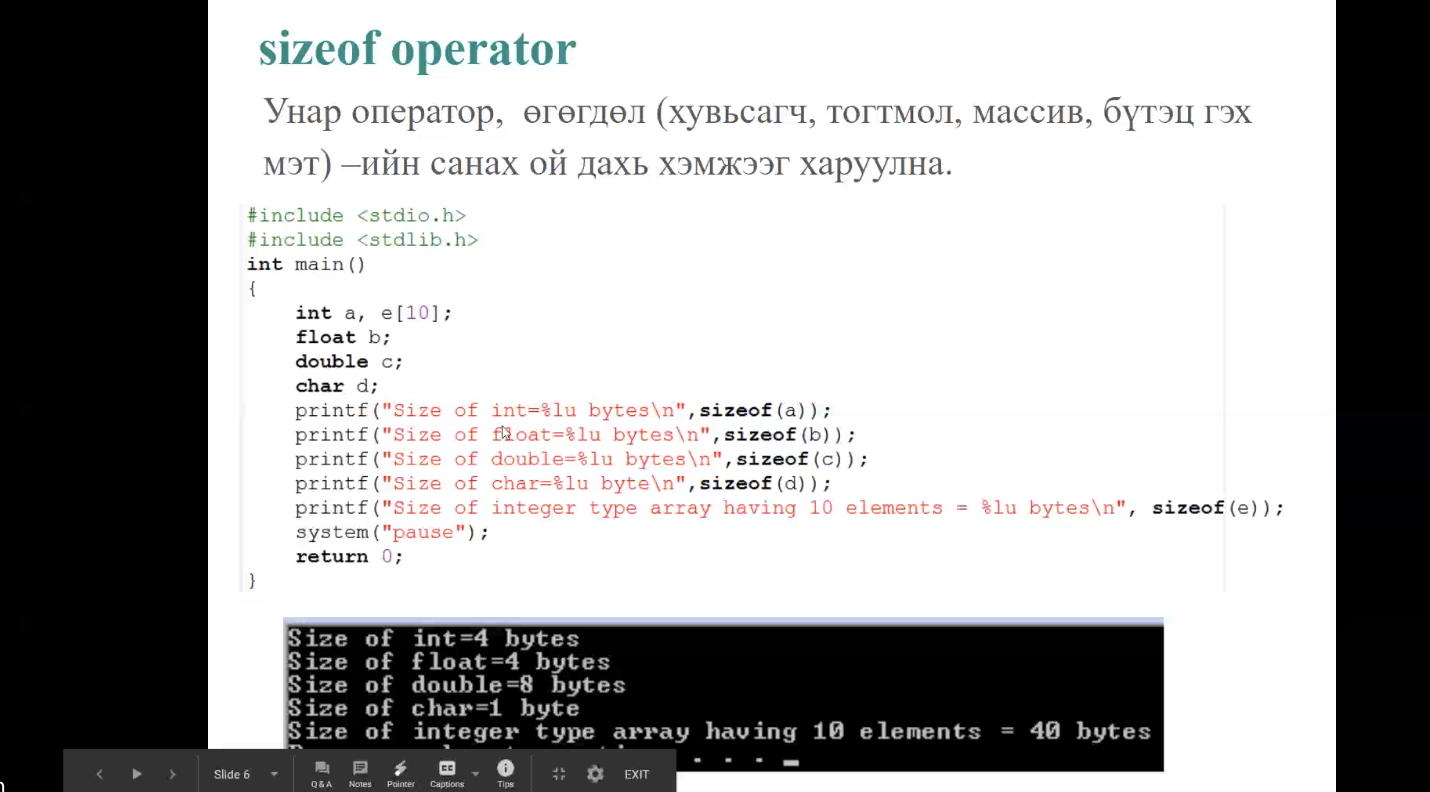 sizeof operator
Унар оператор, өгөгдөл (хувьсагч, тогтмол, массив, бүтэц гэх
мэт) –ийн санах ой дахь хэмжээг харуулна.
#include <stdio.h>
#include <stdlib.h>
int main()
{
    int a, e[10];
    float b;
    double c;
    char d;
    printf("Size of int=%lu bytes\n",sizeof(a));
    printf("Size of float=%lu bytes\n",sizeof(b));
    printf("Size of double=%lu bytes\n",sizeof(c));
    printf("Size of char=%lu byte\n",sizeof(d));
    printf("Size of integer type array having 10 elements = %lu bytes\n", sizeof(e));
    system("pause");
    return 0;
}
Size of int=4 bytes
Size of float=4 bytes
Size of double=8 bytes
Size of char=1 byte
Size of integer type array having 10 elements = 40 bytes
. . . _
Slide 6
Q&A Notes Pointer Captions Tips EXIT